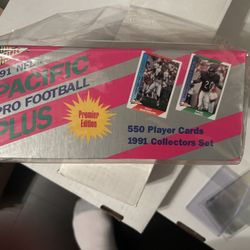 91 NFL
PACIFIC
PRO FOOTBALL
PLUS
Premier
Edition
550 Player Cards
1991 Collectors Set